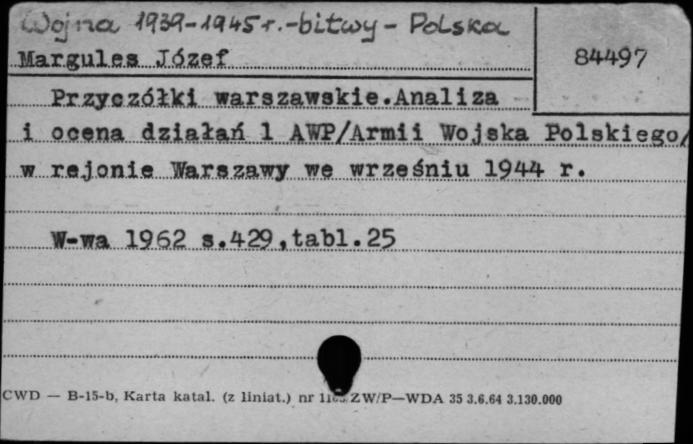 Wojna 1939-1945 r.-bitwy - Polska
Margules Józef
84497
Przyczółki warszawskie.Analiza
i ocena działań 1 AWP/Armii Wojska Polskiego/
w rejonie Warszawy we wrześniu 1944 r.
W-wa 1962 s.429,tabl.25
CWD — B-15-b, Karta katal. (z liniat.) nr ZW/P—WDA 35 3.6.64 3.130.000